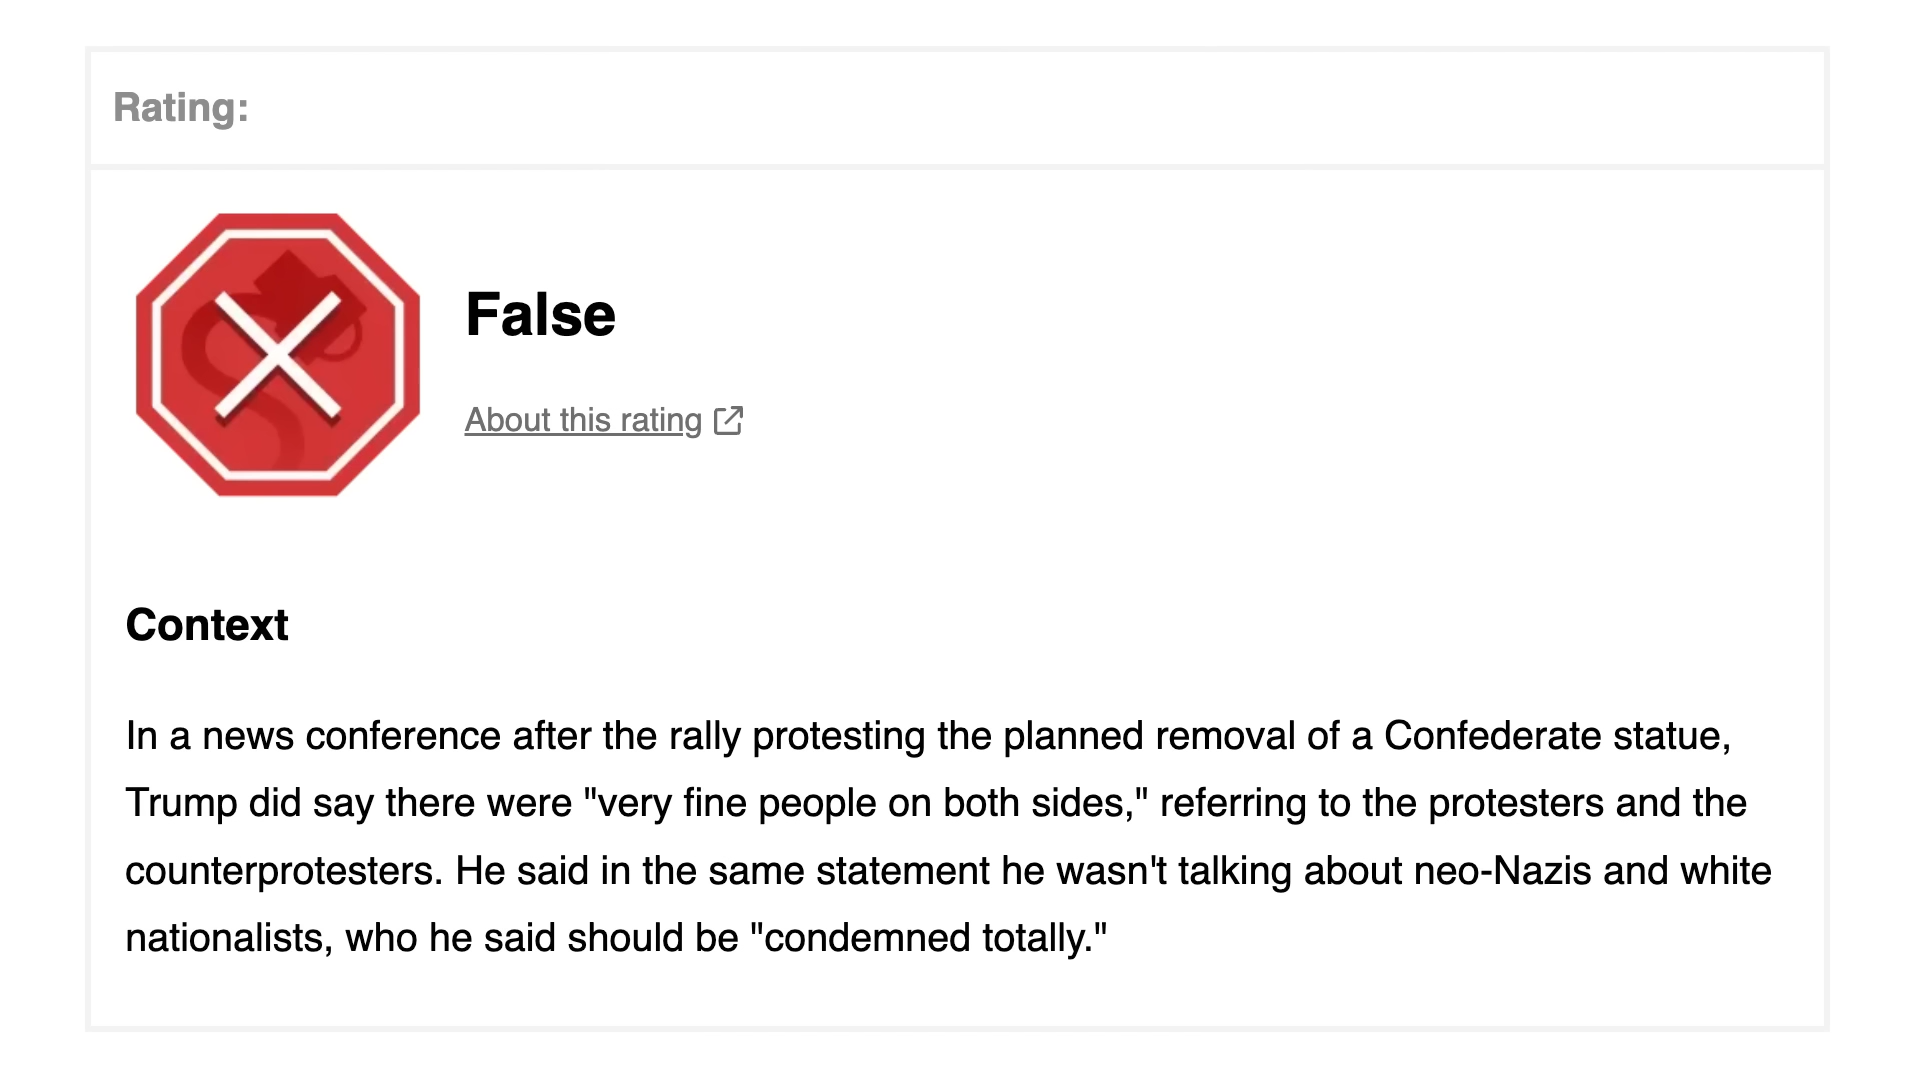 Rating:
False
About this rating
Context
In a news conference after the rally protesting the planned removal of a Confederate statue,
Trump did say there were "very fine people on both sides," referring to the protesters and the
counterprotesters. He said in the same statement he wasn't talking about neo-Nazis and white
nationalists, who he said should be "condemned totally."